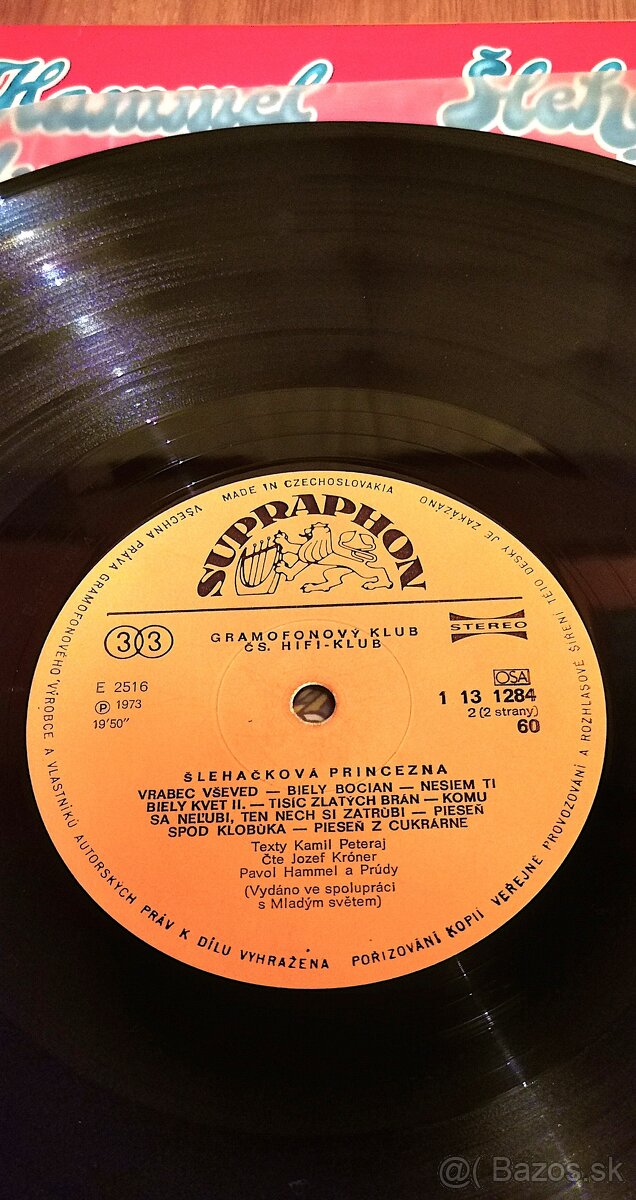 Hammel Šleh
MADE IN CZECHOSLOVAKIA
SUPRAPHON
33
GRAMOFONOVÝ KLUB
ČS. HIFI-KLUB
STEREO
E 2516
Ⓟ 1973
19'50"
OSA
1 13 1284
2 (2 strany)
60
ŠLEHAČKOVÁ PRINCEZNA
VRABEC VŠEVED — BIELY BOCIAN — NESIEM TI
BIELY KVET II. — TISÍC ZLATÝCH BRÁN — KOMU
SA NEĽÚBI, TEN NECH SI ZATRÚBI — PIESEŇ
SPOD KLOBÚKA — PIESEŇ Z CUKRÁRNE
Texty Kamil Peteraj
Čte Jozef Króner
Pavol Hammel a Prúdy
(Vydáno ve spolupráci
s Mladým světem)
VŠECHNA PRÁVA GRAMOFONOVÉHO VÝROBCE A VLASTNÍKŮ AUTORSKÝCH PRÁV K DÍLU VYHRAŽENA POŘIZOVÁNÍ KOPIÍ VEŘEJNÉ PROVOZOVÁNÍ A ROZHLASOVÉ ŠÍŘENÍ TÉTO DESKY JE ZAKÁZÁNO
@( Bazos.sk